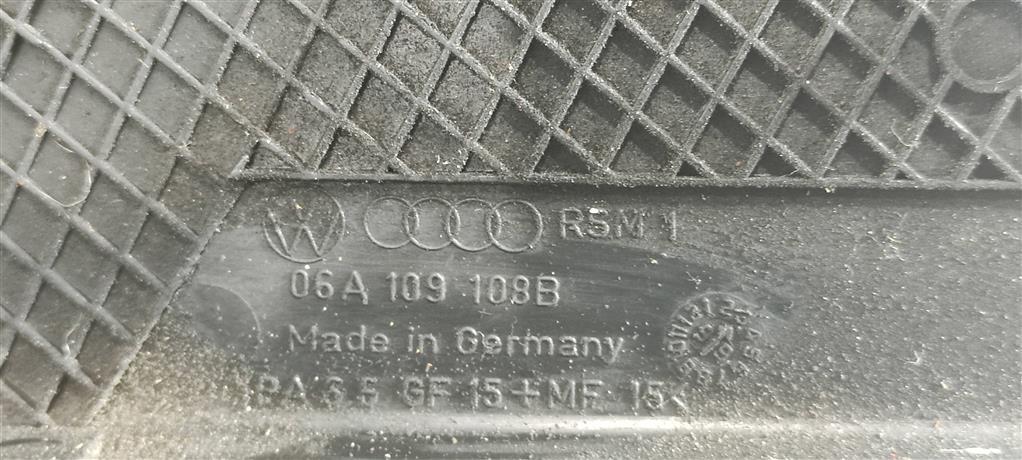 RSM 1
06A 109 108B
Made in Germany
PA 6 6 GF 15+MF 15<